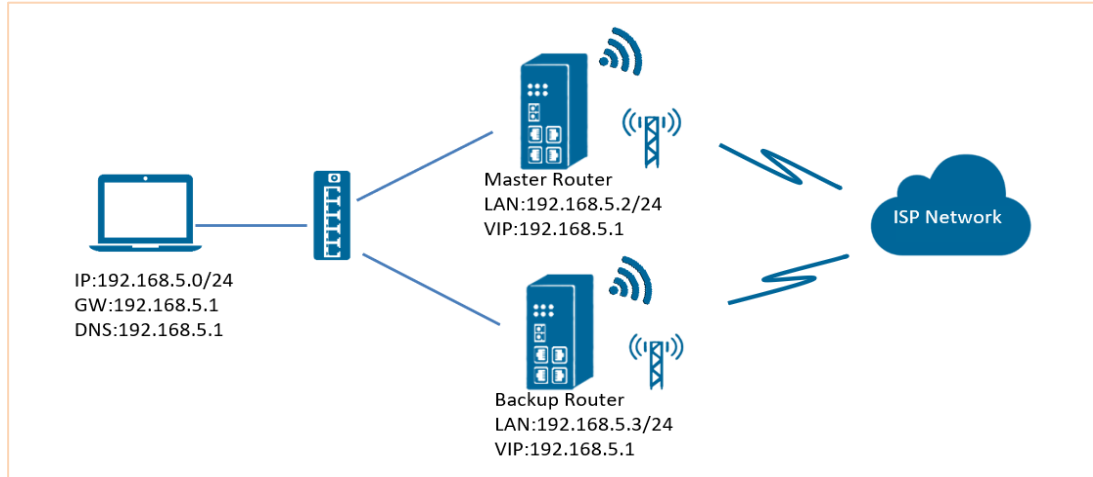 Master Router
LAN:192.168.5.2/24
VIP:192.168.5.1
ISP Network
IP:192.168.5.0/24
GW:192.168.5.1
DNS:192.168.5.1
Backup Router
LAN:192.168.5.3/24
VIP:192.168.5.1